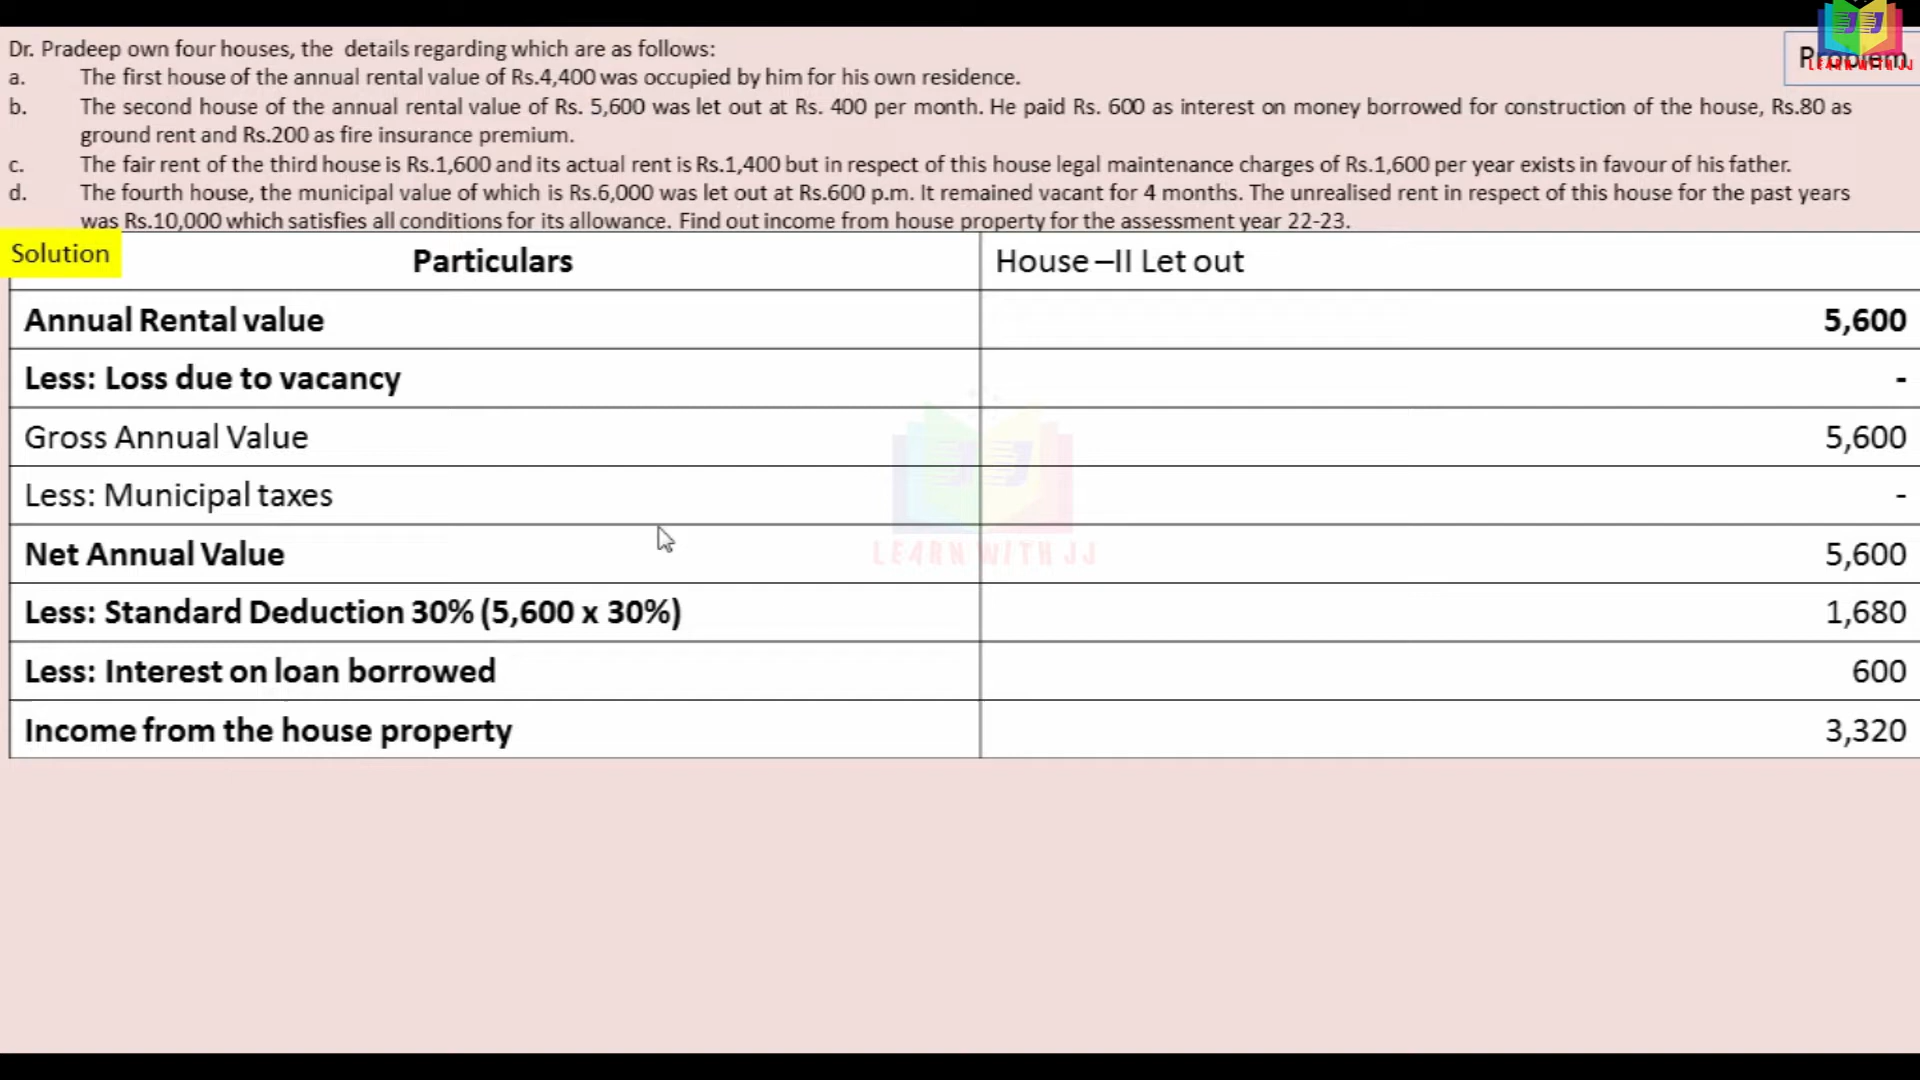 Dr. Pradeep own four houses, the details regarding which are as follows:
Problem
LEARN WITH JJ
a. The first house of the annual rental value of Rs.4,400 was occupied by him for his own residence.
b. The second house of the annual rental value of Rs. 5,600 was let out at Rs. 400 per month. He paid Rs. 600 as interest on money borrowed for construction of the house, Rs.80 as
ground rent and Rs.200 as fire insurance premium.
c. The fair rent of the third house is Rs.1,600 and its actual rent is Rs.1,400 but in respect of this house legal maintenance charges of Rs.1,600 per year exists in favour of his father.
d. The fourth house, the municipal value of which is Rs.6,000 was let out at Rs.600 p.m. It remained vacant for 4 months. The unrealised rent in respect of this house for the past years
was Rs.10,000 which satisfies all conditions for its allowance. Find out income from house property for the assessment year 22-23.
Solution
Particulars House –II Let out
Annual Rental value 5,600
Less: Loss due to vacancy -
Gross Annual Value 5,600
Less: Municipal taxes -
Net Annual Value 5,600
LEARN WITH JJ
Less: Standard Deduction 30% (5,600 x 30%) 1,680
Less: Interest on loan borrowed 600
Income from the house property 3,320